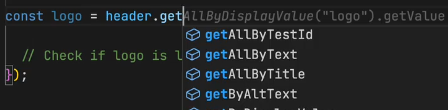 const logo = header.getAllByDisplayValue("logo").getValue
getAllByTestId
getAllByText
// Check if logo is l
getAllByTitle
});
getByAltText